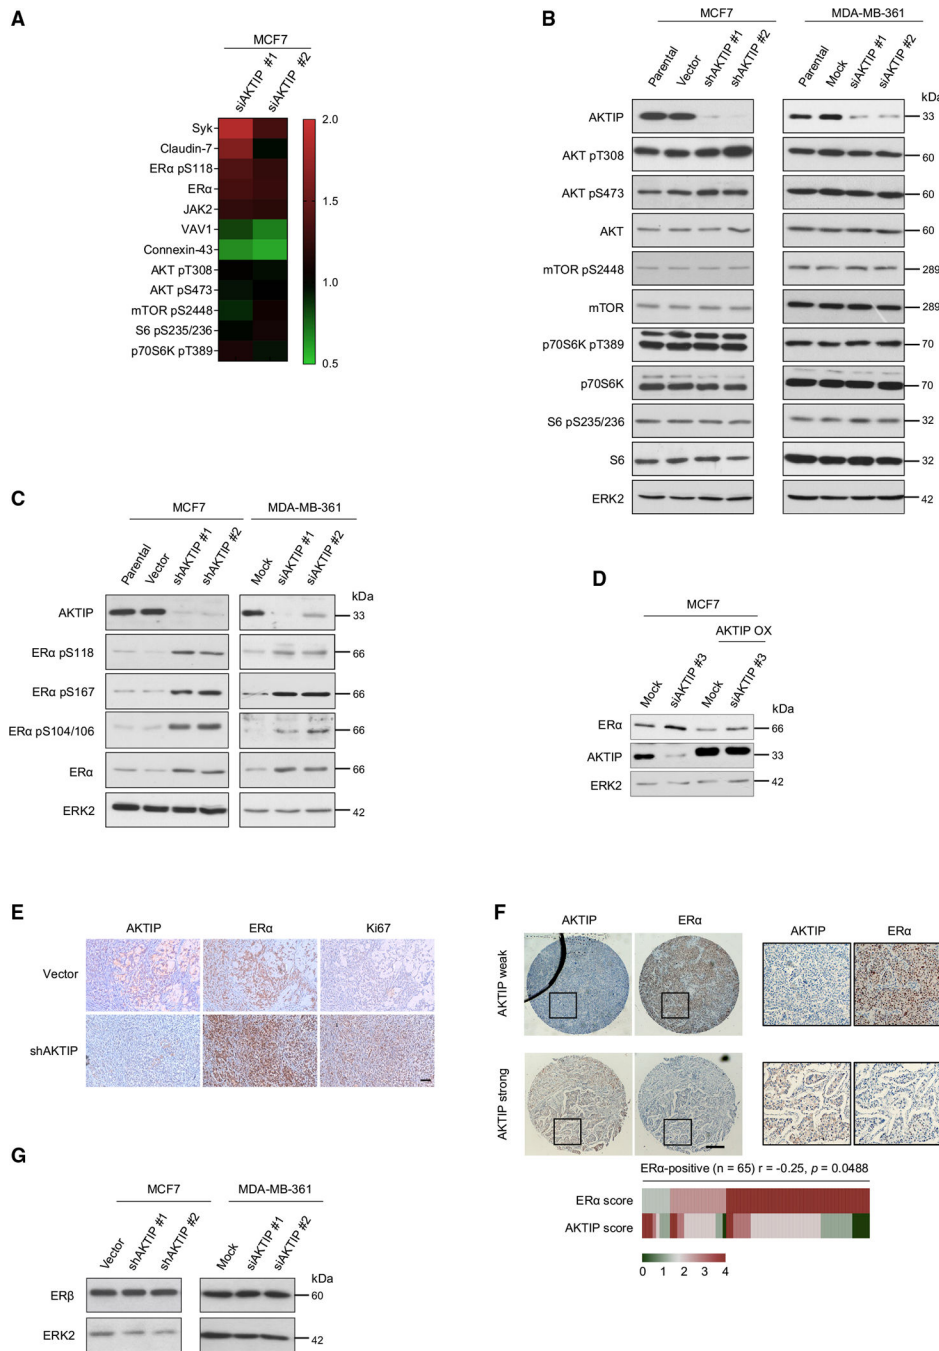 A
MCF7
siAKTIP #1
siAKTIP #2
Syk
Claudin-7
ERα pS118
ERα
JAK2
VAV1
Connexin-43
AKT pT308
AKT pS473
mTOR pS2448
S6 pS235/236
p70S6K pT389
2.0
1.5
1.0
0.5
B
MCF7
MDA-MB-361
Parental
Vector
shAKTIP #1
shAKTIP #2
Parental
Mock
siAKTIP #1
siAKTIP #2
kDa
AKTIP
33
AKT pT308
60
AKT pS473
60
AKT
60
mTOR pS2448
289
mTOR
289
p70S6K pT389
70
p70S6K
70
S6 pS235/236
32
S6
32
ERK2
42
C
MCF7
MDA-MB-361
Parental
Vector
shAKTIP #1
shAKTIP #2
Mock
siAKTIP #1
siAKTIP #2
kDa
AKTIP
33
ERα pS118
66
ERα pS167
66
ERα pS104/106
66
ERα
66
ERK2
42
D
MCF7
AKTIP OX
Mock
siAKTIP #3
Mock
siAKTIP #3
kDa
ERα
66
AKTIP
33
ERK2
42
E
AKTIP
ERα
Ki67
Vector
shAKTIP
F
AKTIP
ERα
AKTIP
ERα
AKTIP weak
AKTIP strong
ERα-positive (n = 65) r = -0.25, p = 0.0488
ERα score
AKTIP score
0 1 2 3 4
G
MCF7
MDA-MB-361
Vector
shAKTIP #1
shAKTIP #2
Mock
siAKTIP #1
siAKTIP #2
kDa
ERβ
60
ERK2
42